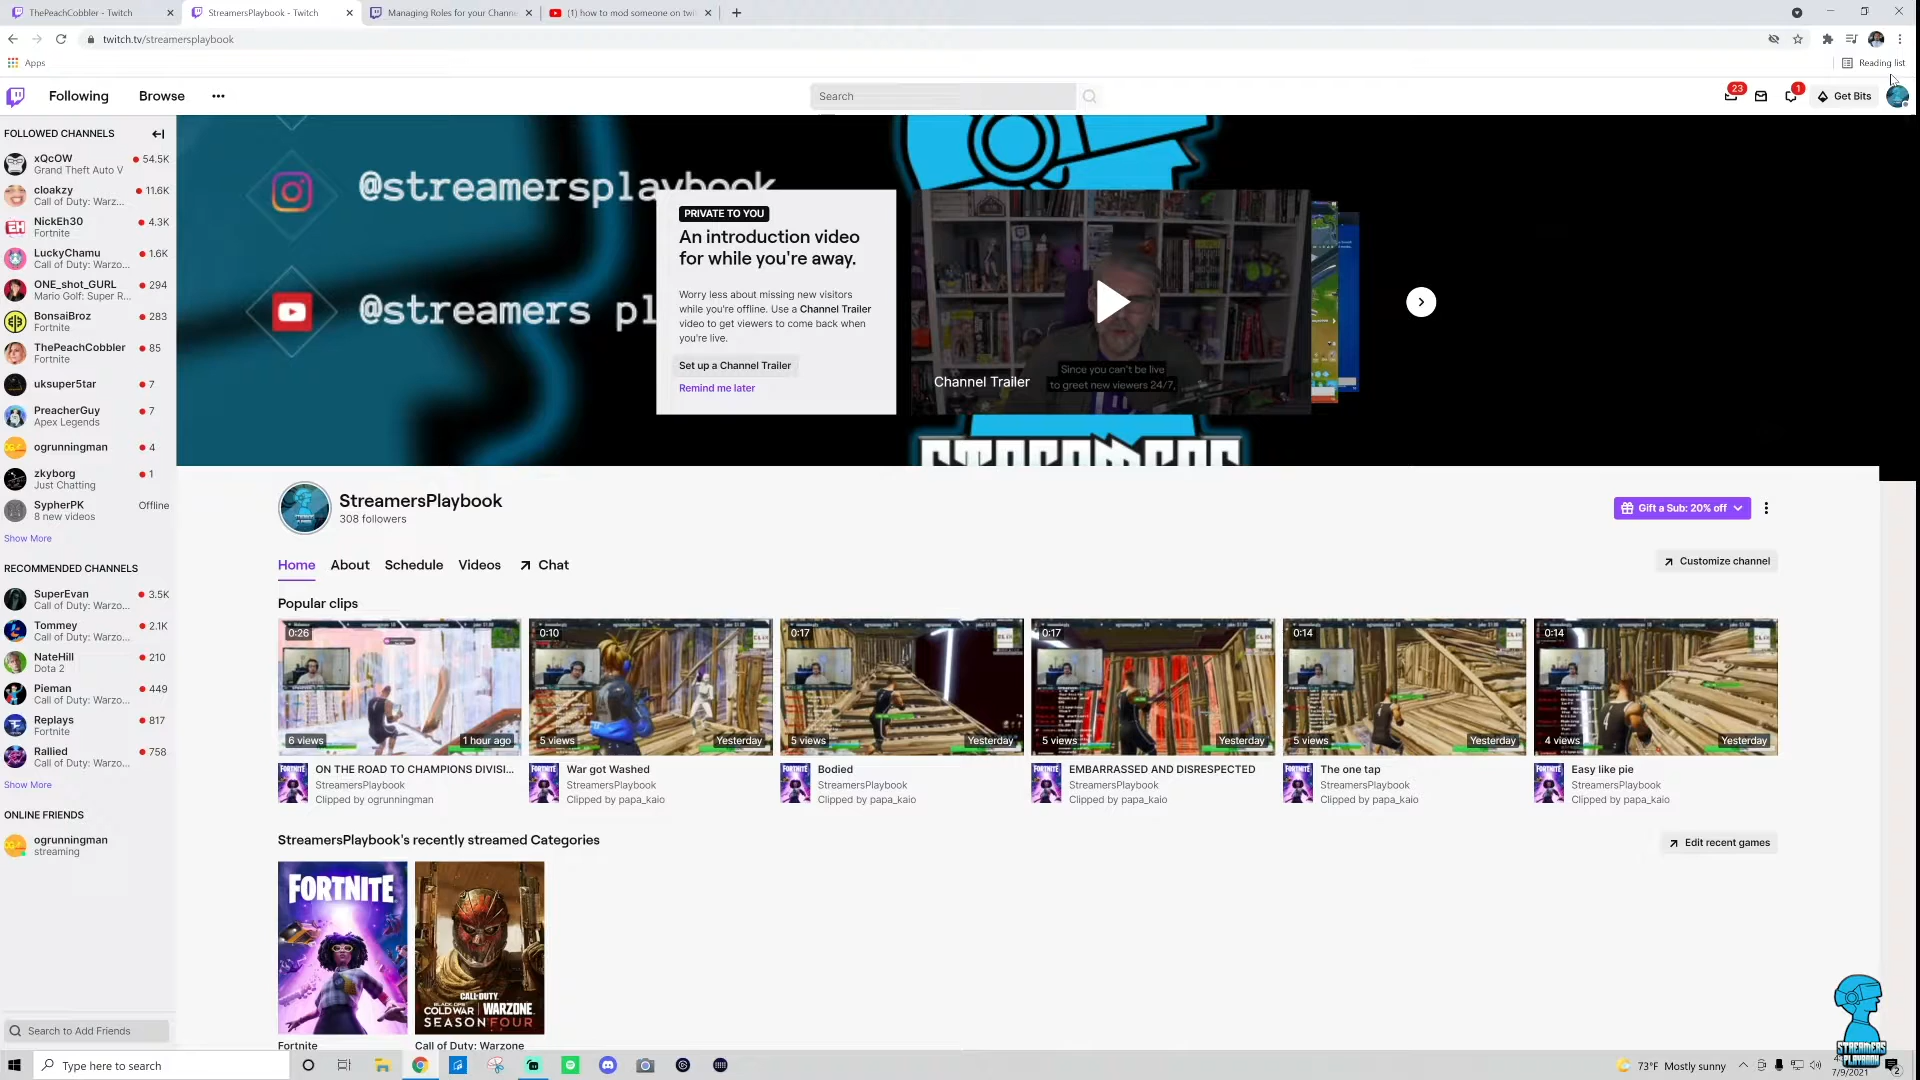 ThePeachCobbler - Twitch
StreamersPlaybook - Twitch
Managing Roles for your Channe
(1) how to mod someone on twi
twitch.tv/streamersplaybook
Apps
Reading list
Following
Browse
Search
23
1
Get Bits
FOLLOWED CHANNELS
xQcOW
54.5K
Grand Theft Auto V
cloakzy
11.6K
Call of Duty: Warz...
NickEh30
4.3K
Fortnite
LuckyChamu
1.6K
Call of Duty: Warzo...
ONE_shot_GURL
294
Mario Golf: Super R...
BonsaiBroz
283
Fortnite
ThePeachCobbler
85
Fortnite
uksuper5tar
7
PreacherGuy
7
Apex Legends
ogrunningman
4
zkyborg
1
Just Chatting
SypherPK
Offline
8 new videos
Show More
RECOMMENDED CHANNELS
SuperEvan
3.5K
Call of Duty: Warzo...
Tommey
2.1K
Call of Duty: Warzo...
NateHill
210
Dota 2
Pieman
449
Call of Duty: Warzo...
Replays
817
Fortnite
Rallied
758
Call of Duty: Warzo...
Show More
ONLINE FRIENDS
ogrunningman
streaming
Search to Add Friends
@streamersplaybook
@streamers pl
PRIVATE TO YOU
An introduction video
for while you're away.
Worry less about missing new visitors
while you're offline. Use a Channel Trailer
video to get viewers to come back when
you're live.
Set up a Channel Trailer
Remind me later
Channel Trailer
Since you can't be live
to greet new viewers 24/7,
STREAMERS
StreamersPlaybook
308 followers
Gift a Sub: 20% off
Home
About
Schedule
Videos
Chat
Customize channel
Popular clips
0:26
6 views
1 hour ago
ON THE ROAD TO CHAMPIONS DIVISI...
StreamersPlaybook
Clipped by ogrunningman
0:10
5 views
Yesterday
War got Washed
StreamersPlaybook
Clipped by papa_kaio
0:17
5 views
Yesterday
Bodied
StreamersPlaybook
Clipped by papa_kaio
0:17
5 views
Yesterday
EMBARRASSED AND DISRESPECTED
StreamersPlaybook
Clipped by papa_kaio
0:14
5 views
Yesterday
The one tap
StreamersPlaybook
Clipped by papa_kaio
0:14
4 views
Yesterday
Easy like pie
StreamersPlaybook
Clipped by papa_kaio
StreamersPlaybook's recently streamed Categories
Edit recent games
FORTNITE
Fortnite
CALL OF DUTY
BLACK OPS
COLD WAR | WARZONE
SEASON FOUR
Call of Duty: Warzone
STREAMERS
PLAYBOOK
Type here to search
73°F Mostly sunny
7/9/2021
2